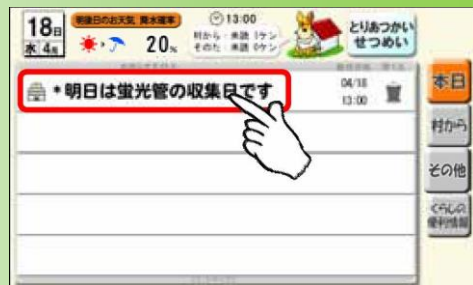 18日
水 4月
明後日のお天気 降水確率
20%
13:00
村から : 未読 1ケン
その他 : 未読 0ケン
とりあつかい
せつめい
*明日は蛍光管の収集日です
04/18
13:00
本日
村から
その他
くらしの
便利情報